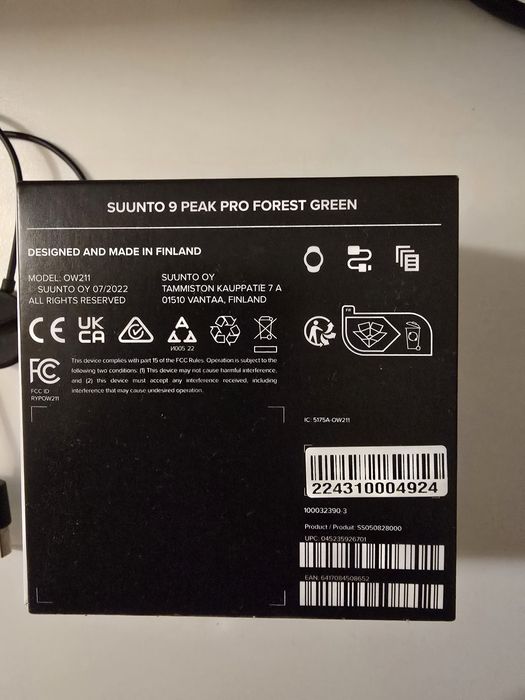 SUUNTO 9 PEAK PRO FOREST GREEN
DESIGNED AND MADE IN FINLAND
MODEL: OW211
SUUNTO OY 07/2022
ALL RIGHTS RESERVED
SUUNTO OY
TAMMISTON KAUPPATIE 7 A
01510 VANTAA, FINLAND
CE
UK
CA
FR
FC
FCC ID
RYPOW211
This device complies with part 15 of the FCC Rules. Operation is subject to the
following two conditions: (1) This device may not cause harmful interference,
and (2) this device must accept any interference received, including
interference that may cause undesired operation.
IC: 5175A-OW211
224310004924
100032390-3
Product / Produit: SS050828000
UPC: 045235926701
EAN: 6417084508652